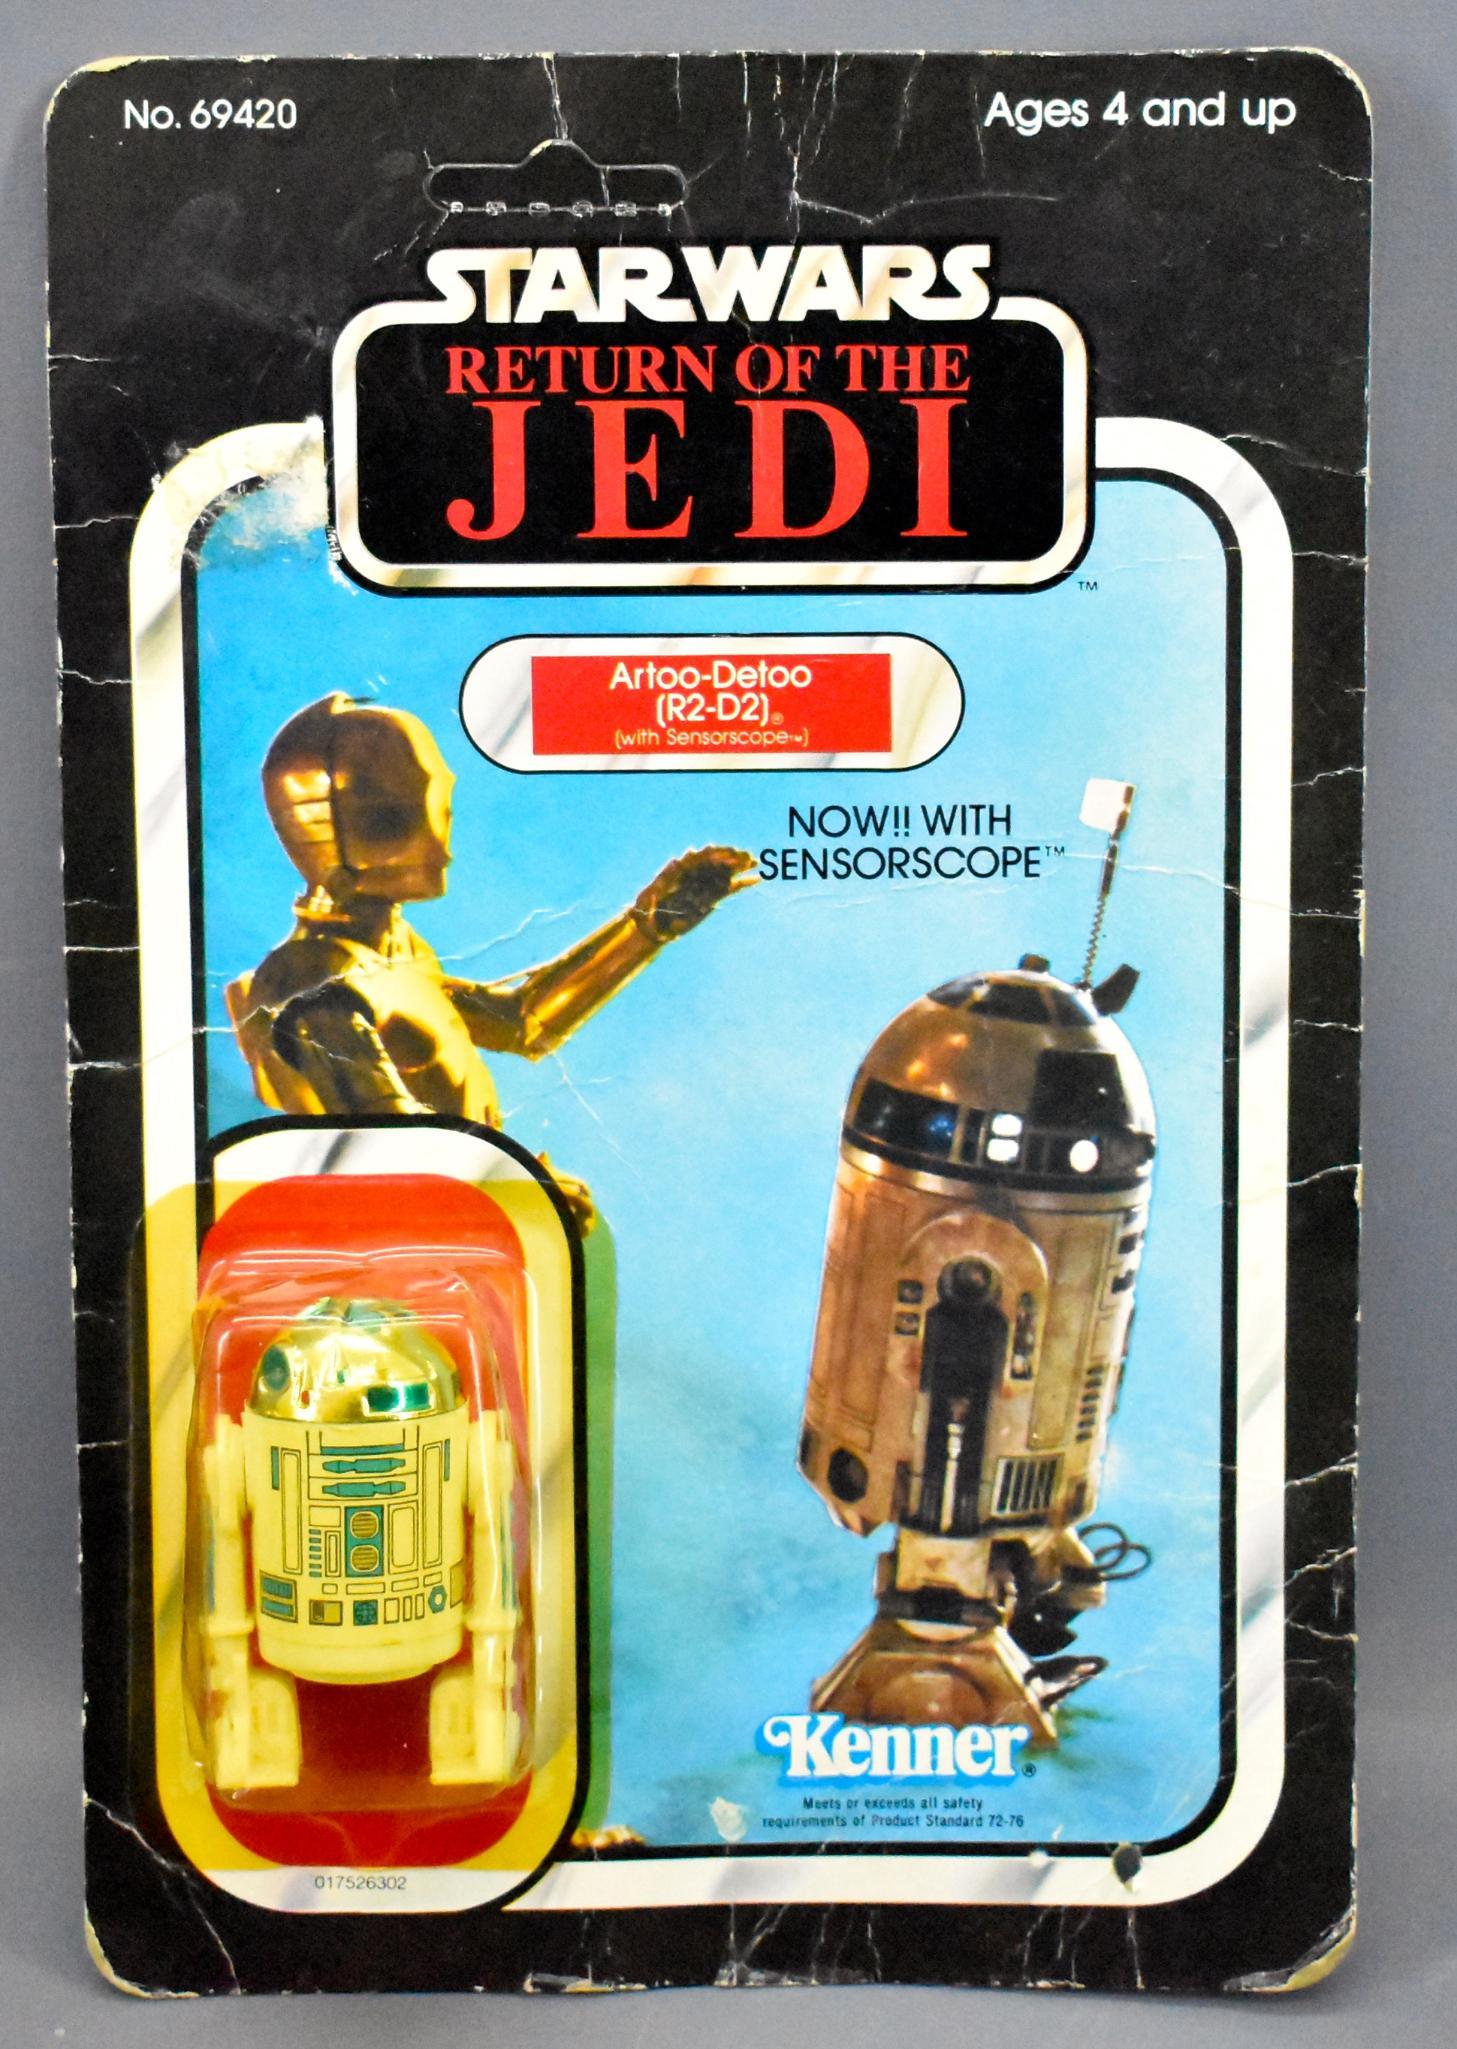 No. 69420
Ages 4 and up
STAR WARS
RETURN OF THE
JEDI
TM
Artoo-Detoo
(R2-D2)®
(with Sensorscope™)
NOW!! WITH
SENSORSCOPE™
Kenner®
Meets or exceeds all safety
requirements of Product Standard 72-76
017526302